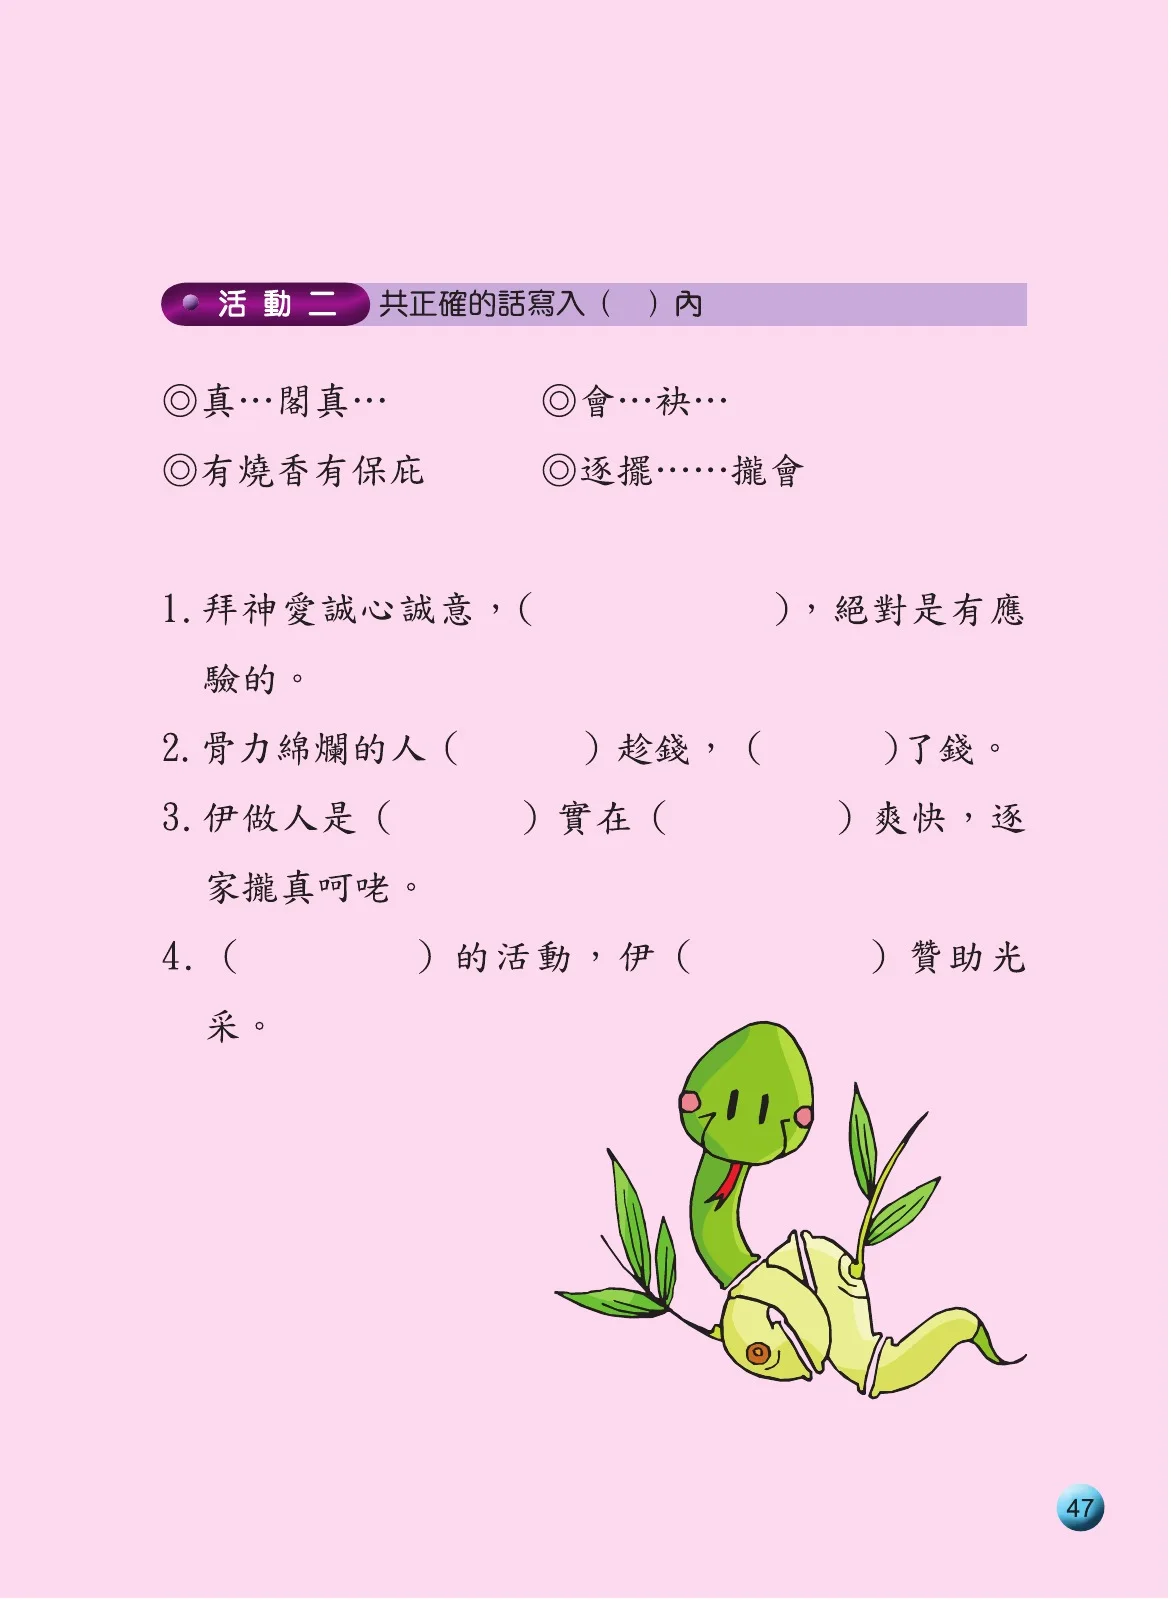 活動二 共正確的話寫入（　）內
◎真…閣真… ◎會…袂…
◎有燒香有保庇 ◎逐擺……攏會
1.拜神愛誠心誠意，(　　　　　　)，絕對是有應
驗的。
2.骨力綿爛的人（　　　）趁錢，（　　　)了錢。
3.伊做人是（　　　）實在（　　　　）爽快，逐
家攏真呵咾。
4.（　　　　）的活動，伊（　　　　）贊助光
采。
47